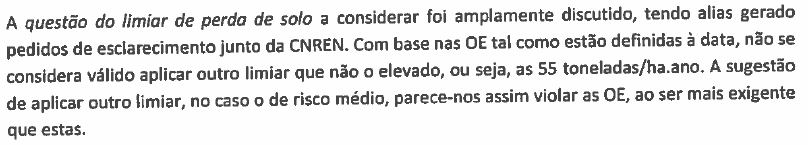 A questão do limiar de perda de solo a considerar foi amplamente discutido, tendo alias gerado
pedidos de esclarecimento junto da CNREN. Com base nas OE tal como estão definidas à data, não se
considera válido aplicar outro limiar que não o elevado, ou seja, as 55 toneladas/ha.ano. A sugestão
de aplicar outro limiar, no caso o de risco médio, parece-nos assim violar as OE, ao ser mais exigente
que estas.